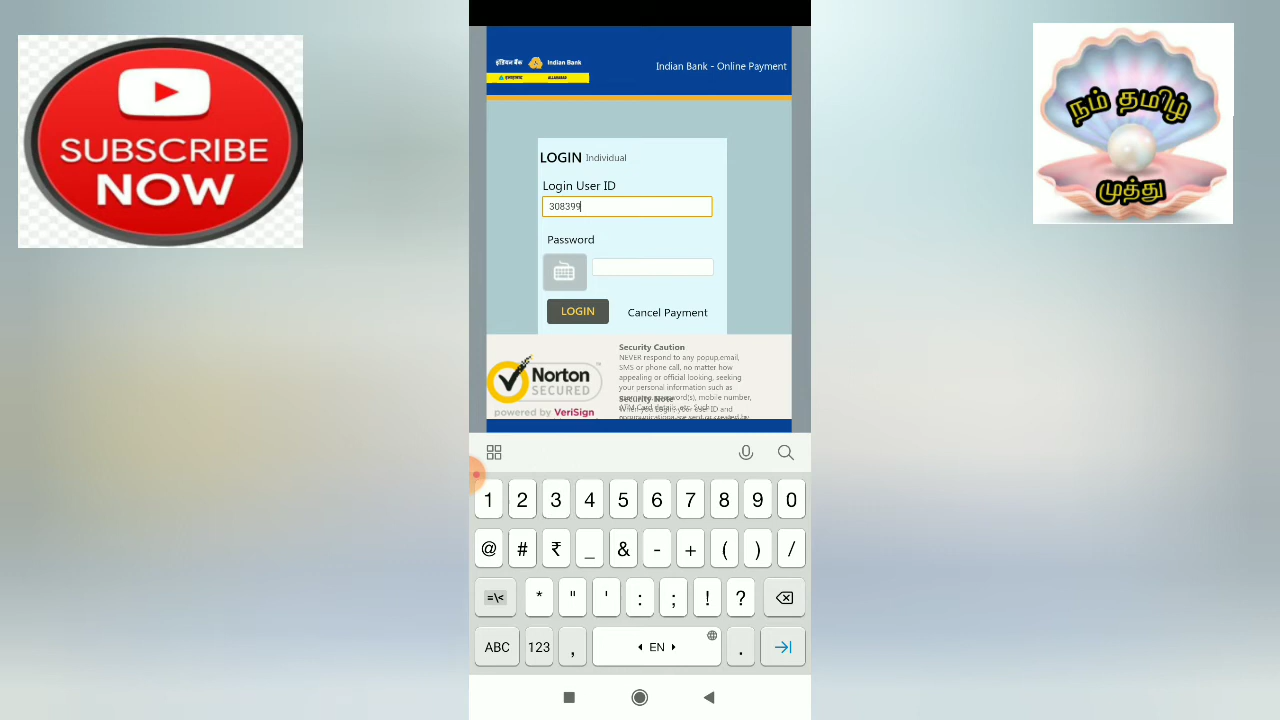 SUBSCRIBE
NOW
நம் தமிழ்
முத்து
इंडियन बैंक Indian Bank
इलाहाबाद ALLAHABAD
Indian Bank - Online Payment
LOGIN Individual
Login User ID
308399
Password
LOGIN
Cancel Payment
Norton
SECURED
powered by VeriSign
Security Caution
NEVER respond to any popup,email,
SMS or phone call, no matter how
appealing or official looking, seeking
your personal information such as
Security Note
1 2 3 4 5 6 7 8 9 0
@ # ₹ _ & - + ( ) /
=\< * " ' : ; ! ?
ABC 123 , EN .